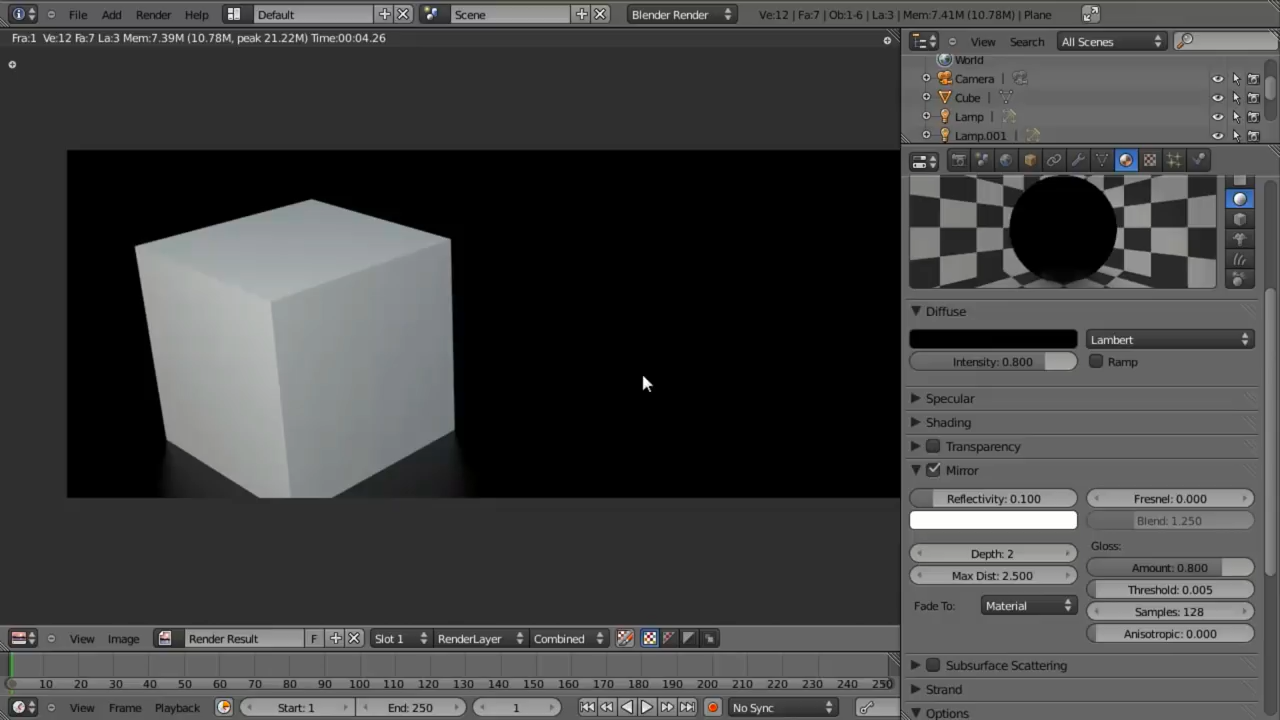 File Add Render Help Default Scene Blender Render Ve:12 | Fa:7 | Ob:1-6 | La:3 | Mem:7.41M (10.78M) | Plane
Fra:1 Ve:12 Fa:7 La:3 Mem:7.39M (10.78M, peak 21.22M) Time:00:04.26
View Search All Scenes
World
Camera
Cube
Lamp
Lamp.001
Diffuse
Lambert
Intensity: 0.800 Ramp
Specular
Shading
Transparency
Mirror
Reflectivity: 0.100 Fresnel: 0.000
Blend: 1.250
Depth: 2 Gloss:
Amount: 0.800
Max Dist: 2.500 Threshold: 0.005
Fade To: Material Samples: 128
Anisotropic: 0.000
Subsurface Scattering
Strand
Options
View Image Render Result F Slot 1 RenderLayer Combined
10 20 30 40 50 60 70 80 90 100 110 120 130 140 150 160 170 180 190 200 210 220 230 240 250
View Frame Playback Start: 1 End: 250 1 No Sync